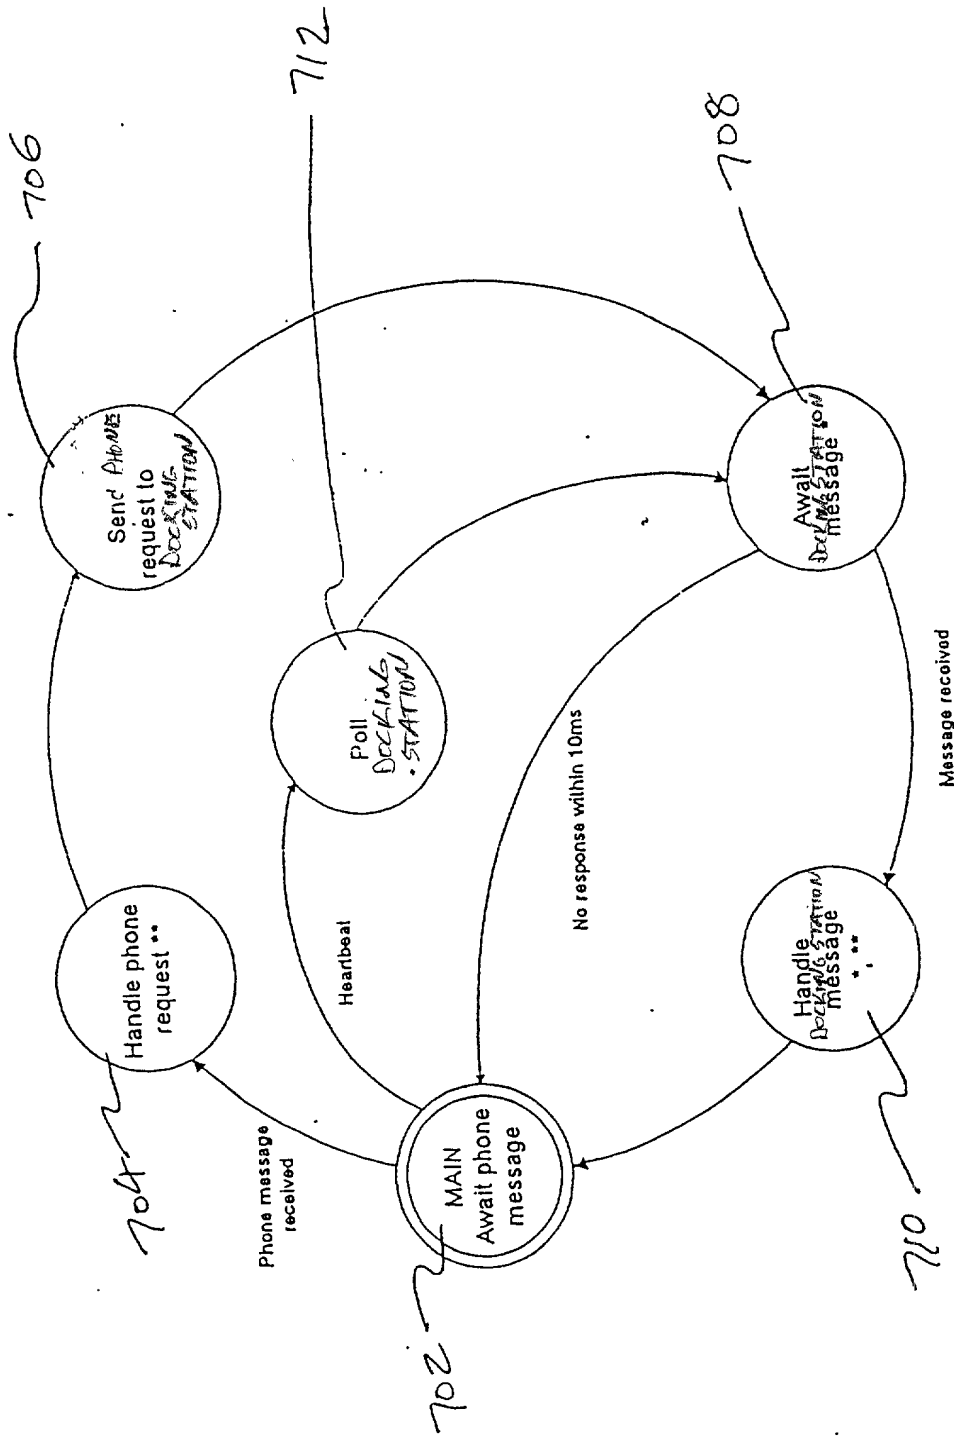 706
712
708
Send PHONES
request to
DOCKING
STATION
Poll
DOCKING
STATION
Await
DOCKING STATION
message *
Handle phone
request **
Heartbeat
No response within 10ms
Message received
Handle
DOCKING STATION
message
*, **
704
Phone message
received
MAIN
Await phone
message
702
710